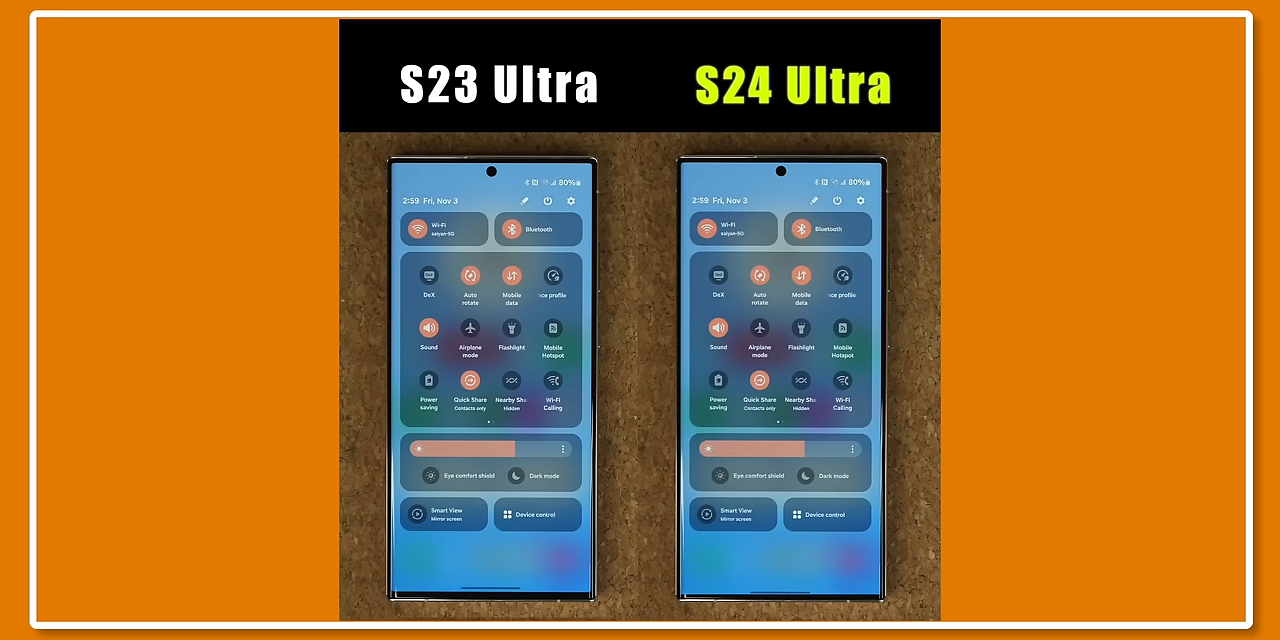 S23 Ultra
S24 Ultra
80%
2:59 Fri, Nov 3
Wi-Fi
saiyan-5G
Bluetooth
DeX
Auto
rotate
Mobile
data
nce profile
Sound
Airplane
mode
Flashlight
Mobile
Hotspot
Power
saving
Quick Share
Contacts only
Nearby Sha
Hidden
Wi-Fi
Calling
Eye comfort shield
Dark mode
Smart View
Mirror screen
Device control
80%
2:59 Fri, Nov 3
Wi-Fi
saiyan-5G
Bluetooth
DeX
Auto
rotate
Mobile
data
nce profile
Sound
Airplane
mode
Flashlight
Mobile
Hotspot
Power
saving
Quick Share
Contacts only
Nearby Sha
Hidden
Wi-Fi
Calling
Eye comfort shield
Dark mode
Smart View
Mirror screen
Device control